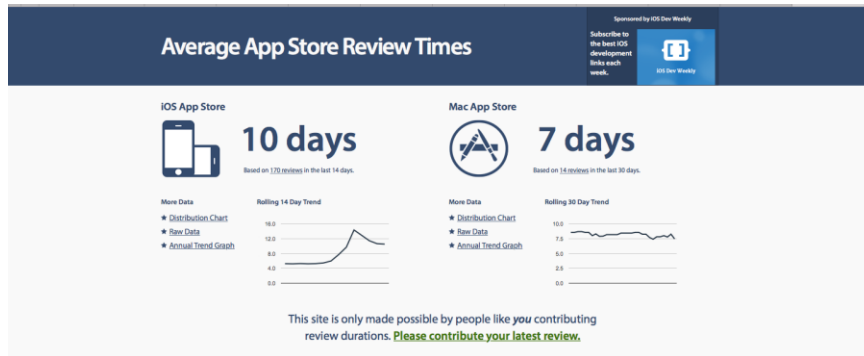 Average App Store Review Times
Sponsored by iOS Dev Weekly
Subscribe to
the best iOS
development
links each
week.
{[]}
iOS Dev Weekly
iOS App Store
10 days
Based on 170 reviews in the last 14 days.
More Data
★ Distribution Chart
★ Raw Data
★ Annual Trend Graph
Rolling 14 Day Trend
16.0
12.0
8.0
4.0
0.0
Mac App Store
7 days
Based on 14 reviews in the last 30 days.
More Data
★ Distribution Chart
★ Raw Data
★ Annual Trend Graph
Rolling 30 Day Trend
10.0
7.5
5.0
2.5
0.0
This site is only made possible by people like you contributing
review durations. Please contribute your latest review.